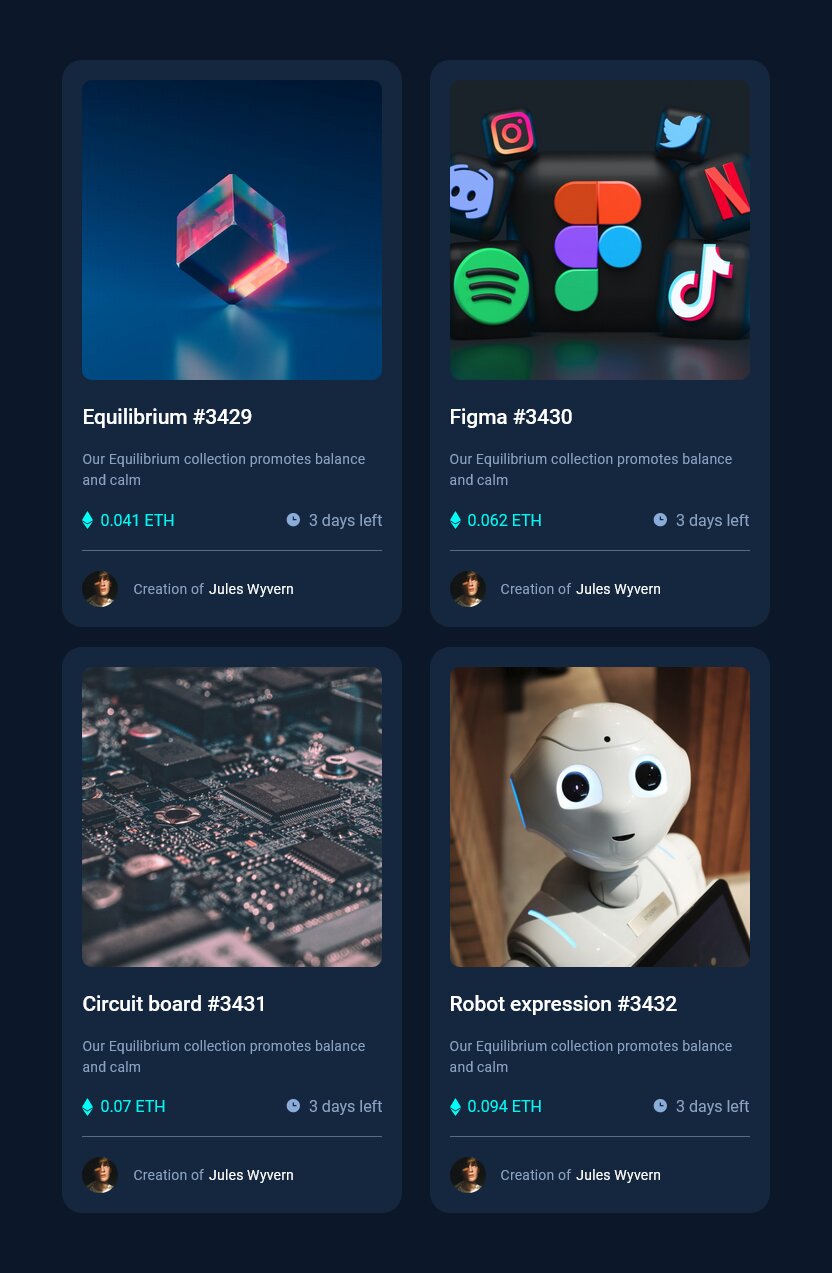 Equilibrium #3429
Our Equilibrium collection promotes balance
and calm
0.041 ETH
3 days left
Creation of Jules Wyvern
Figma #3430
Our Equilibrium collection promotes balance
and calm
0.062 ETH
3 days left
Creation of Jules Wyvern
Circuit board #3431
Our Equilibrium collection promotes balance
and calm
0.07 ETH
3 days left
Creation of Jules Wyvern
Robot expression #3432
Our Equilibrium collection promotes balance
and calm
0.094 ETH
3 days left
Creation of Jules Wyvern